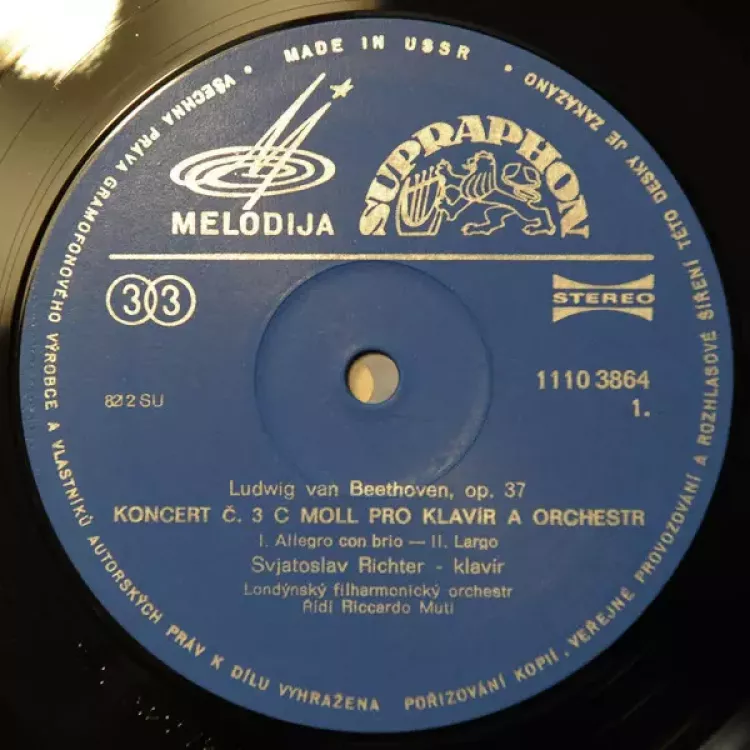 MADE IN USSR
VŠECHNA PRÁVA GRAMOFONOVÉHO VÝROBCE A VLASTNÍKŮ AUTORSKÝCH PRÁV K DÍLU VYHRAŽENA POŘIZOVÁNÍ KOPIÍ, VEŘEJNÉ PROVOZOVÁNÍ A ROZHLASOVÉ ŠÍŘENÍ TÉTO DESKY JE ZAKÁZÁNO
MELODIJA
SUPRAPHON
33
STEREO
1110 3864
82/2 SU
1.
Ludwig van Beethoven, op. 37
KONCERT Č. 3 C MOLL PRO KLAVÍR A ORCHESTR
I. Allegro con brio — II. Largo
Svjatoslav Richter - klavír
Londýnský filharmonický orchestr
Řídí Riccardo Muti